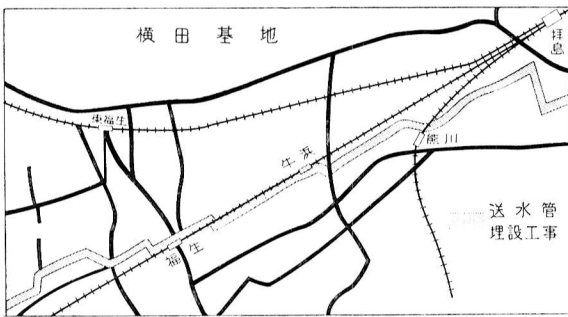 横田基地
拝島
東福生
牛浜
熊川
福生
送水管
埋設工事